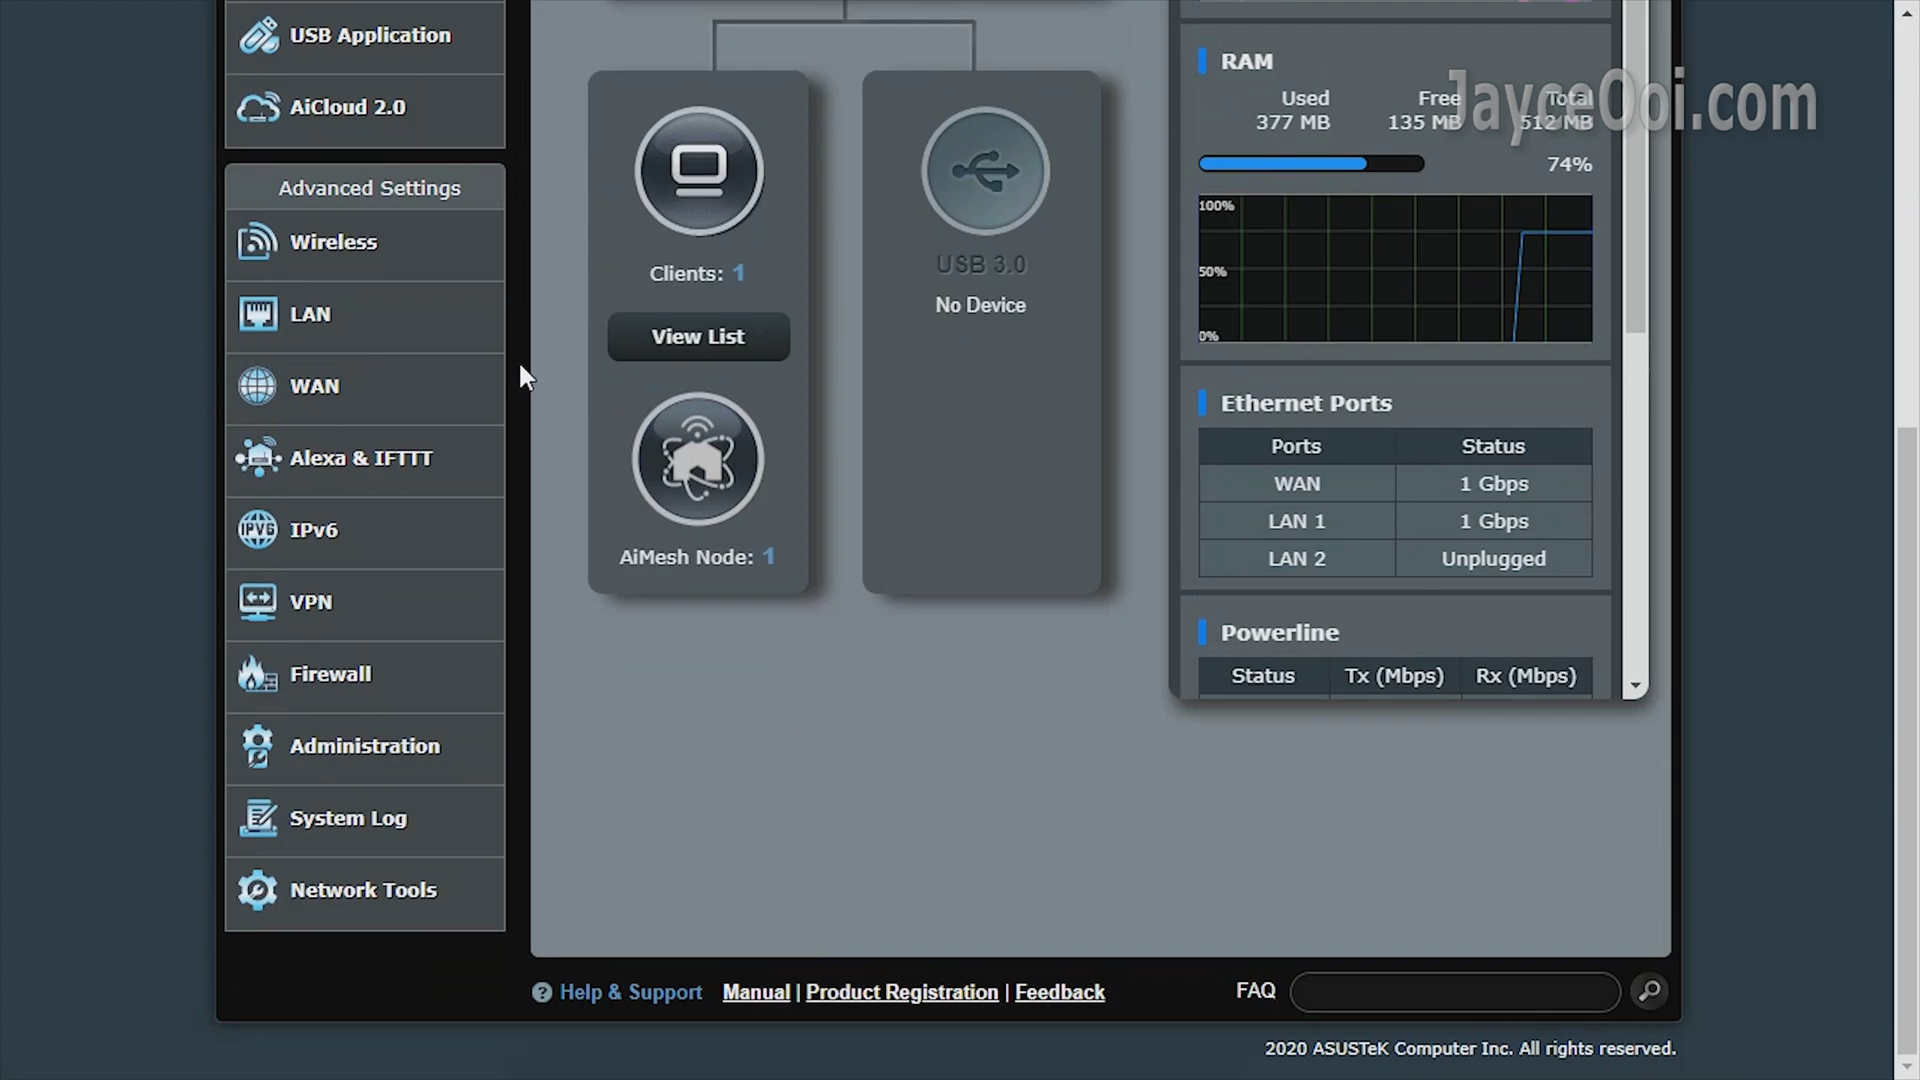 USB Application
AiCloud 2.0
Advanced Settings
Wireless
LAN
WAN
Alexa & IFTTT
IPv6
VPN
Firewall
Administration
System Log
Network Tools
Clients: 1
View List
AiMesh Node: 1
USB 3.0
No Device
RAM
Used Free Total
377 MB 135 MB 512 MB
74%
100%
50%
0%
JayceOoi.com
Ethernet Ports
Ports Status
WAN 1 Gbps
LAN 1 1 Gbps
LAN 2 Unplugged
Powerline
Status Tx (Mbps) Rx (Mbps)
Help & Support Manual | Product Registration | Feedback FAQ
2020 ASUSTeK Computer Inc. All rights reserved.